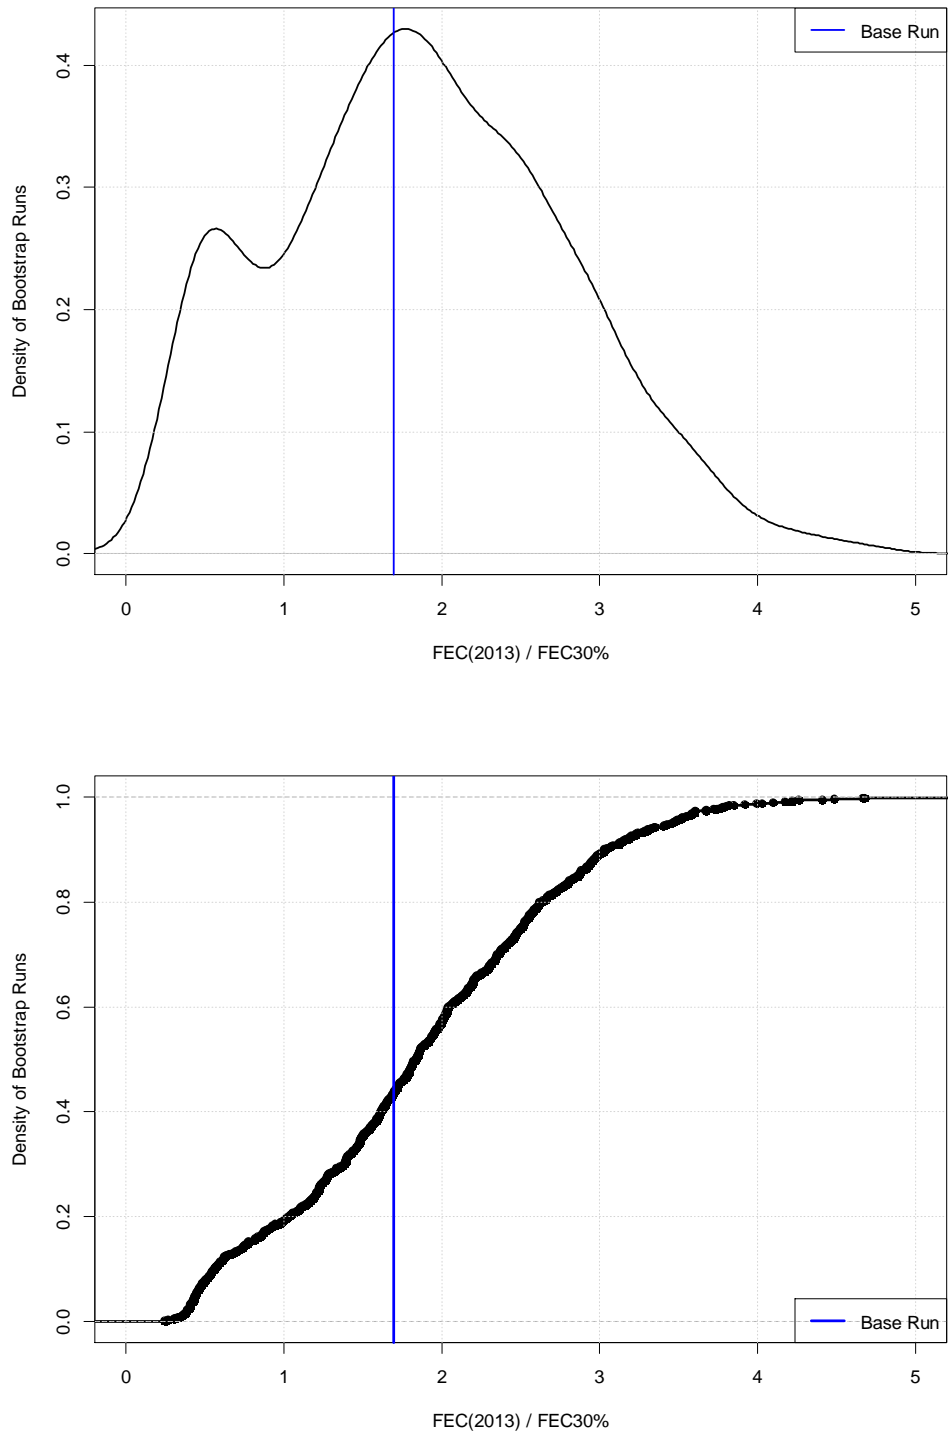 Base Run
Density of Bootstrap Runs
0.4
0.3
0.2
0.1
0.0
0 1 2 3 4 5
FEC(2013) / FEC30%
Density of Bootstrap Runs
1.0
0.8
0.6
0.4
0.2
0.0
Base Run
0 1 2 3 4 5
FEC(2013) / FEC30%